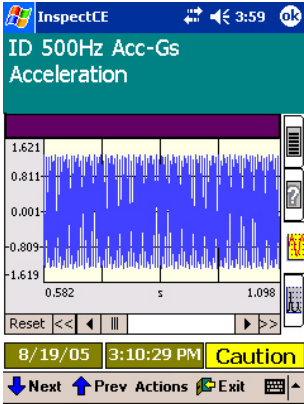 InspectCE 3:59 ok
ID 500Hz Acc-Gs
Acceleration
1.621
0.811
0.001
-0.809
-1.619
0.582 s 1.098
Reset << >>
?
8/19/05 3:10:29 PM Caution
Next Prev Actions Exit